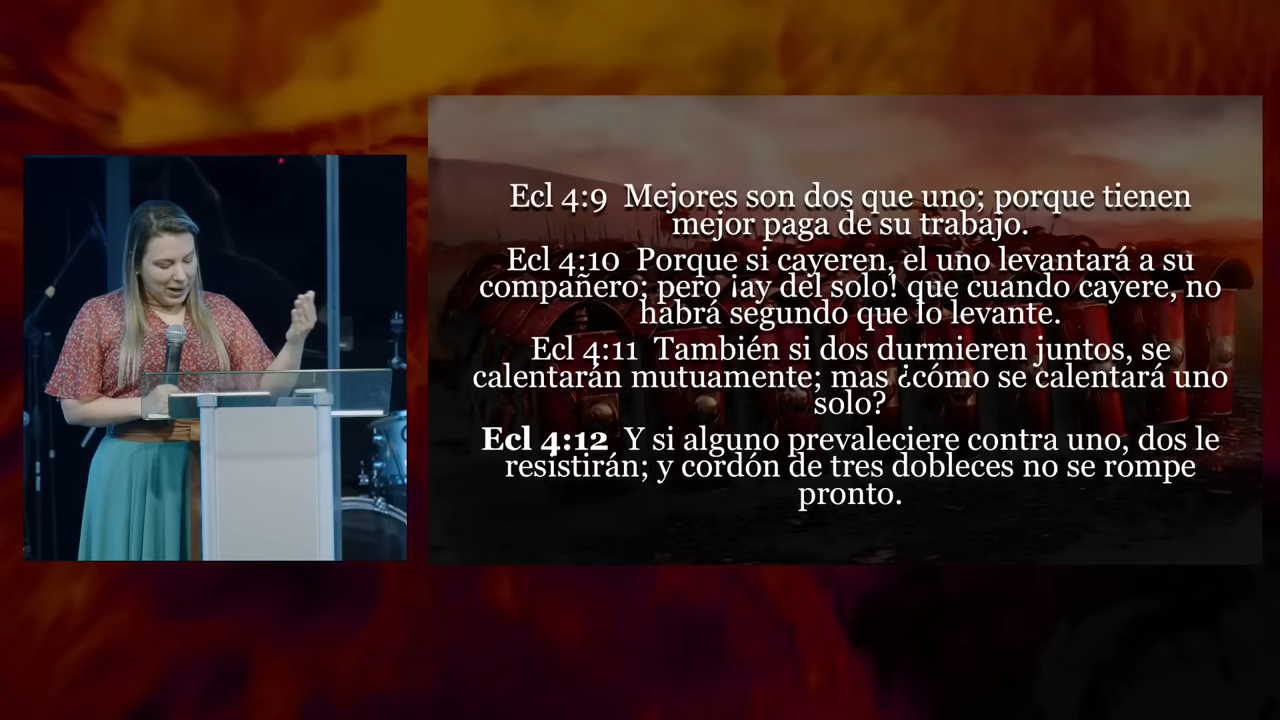 Ecl 4:9 Mejores son dos que uno; porque tienen
mejor paga de su trabajo.
Ecl 4:10 Porque si cayeren, el uno levantará a su
compañero; pero ¡ay del solo! que cuando cayere, no
habrá segundo que lo levante.
Ecl 4:11 También si dos durmieren juntos, se
calentarán mutuamente; mas ¿cómo se calentará uno
solo?
Ecl 4:12 Y si alguno prevaleciere contra uno, dos le
resistirán; y cordón de tres dobleces no se rompe
pronto.